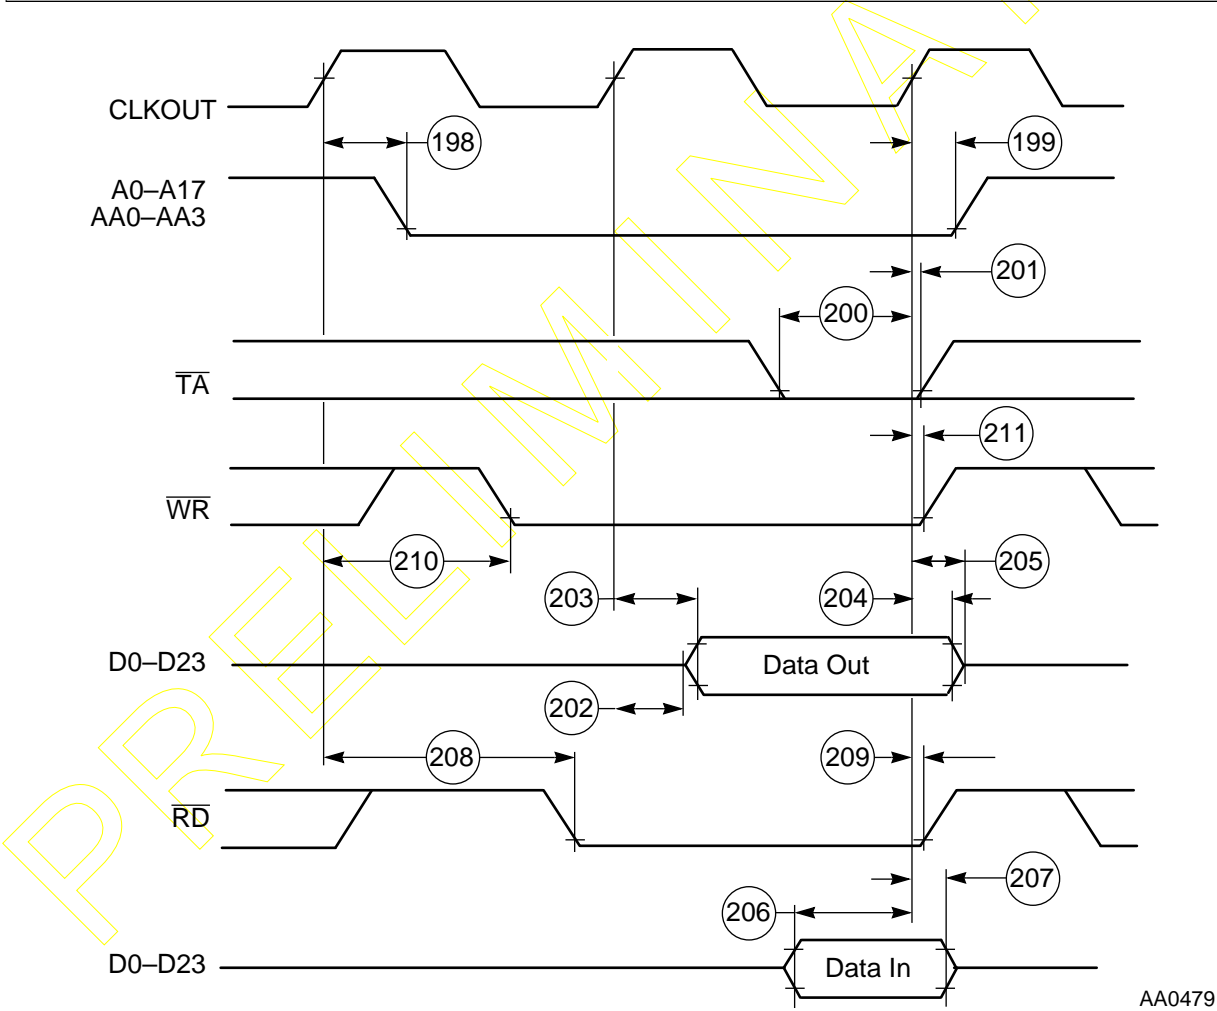 CLKOUT
198
199
A0–A17
AA0–AA3
201
200
TA
211
WR
210
205
203
204
D0–D23
Data Out
202
208
209
RD
207
206
D0–D23
Data In
AA0479
PRELIMINA